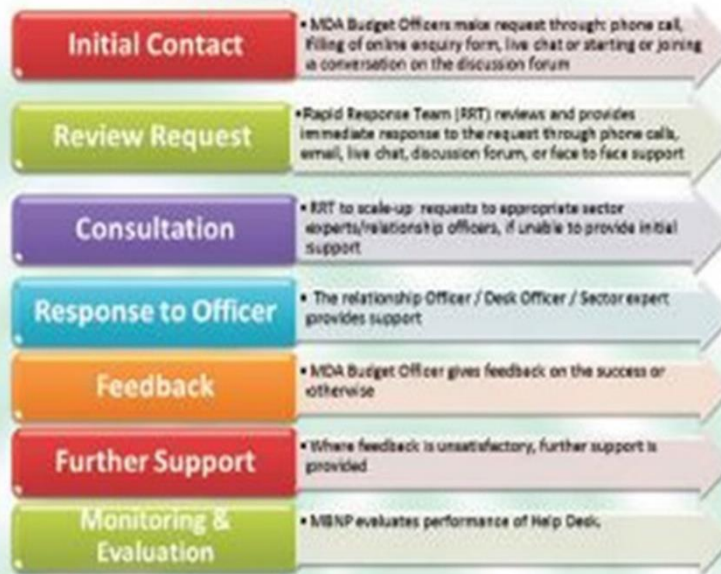 Initial Contact
• MDA Budget Officers make request through: phone call,
filling of online enquiry form, live chat or starting or joining
a conversation on the discussion forum
Review Request
• Rapid Response Team (RRT) reviews and provides
immediate response to the request through phone calls,
email, live chat, discussion forum, or face to face support
Consultation
• RRT to scale-up requests to appropriate sector
experts/relationship officers, if unable to provide initial
support
Response to Officer
• The relationship Officer / Desk Officer / Sector expert
provides support
Feedback
• MDA Budget Officer gives feedback on the success or
otherwise
Further Support
• Where feedback is unsatisfactory, further support is
provided
Monitoring &
Evaluation
• MBNP evaluates performance of Help Desk.